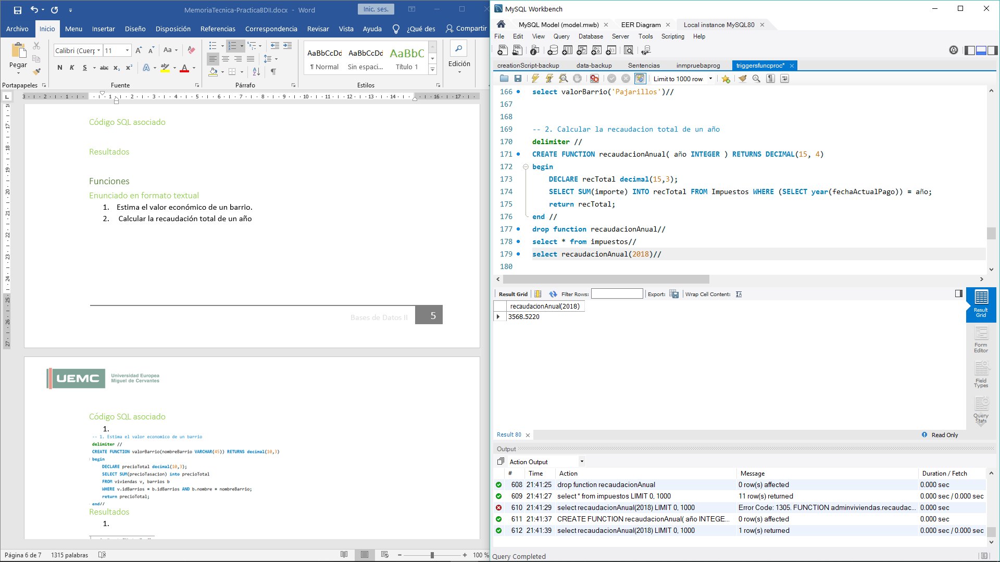 MemoriaTecnica-PracticaBDII.docx - Word
Inic. ses.
Archivo Inicio Menu Insertar Diseño Disposición Referencias Correspondencia Revisar Vista Ayuda ¿Qué des Compartir
Pegar
Calibri (Cuerp 11
N K S abc x₂ x² A A
AaBbCcDd AaBbCcDd AaBbC
¶ Normal Sin espaci... Título 1
Edición
Portapapeles Fuente Párrafo Estilos
Código SQL asociado
Resultados
Funciones
Enunciado en formato textual
1. Estima el valor económico de un barrio.
2. Calcular la recaudación total de un año
Bases de Datos II 5
UEMC Universidad Europea
Miguel de Cervantes
Código SQL asociado
1.
-- 1. Estima el valor economico de un barrio
delimiter //
CREATE FUNCTION valorBarrio(nombreBarrio VARCHAR(45)) RETURNS decimal(10,3)
begin
DECLARE precioTotal decimal(10,3);
SELECT SUM(precioTasacion) into precioTotal
FROM viviendas v, barrios b
WHERE v.idBarrios = b.idBarrios AND b.nombre = nombreBarrio;
return precioTotal;
end//
Resultados
1.
Página 6 de 7 1315 palabras 100 %
MySQL Workbench
MySQL Model (model.mwb) EER Diagram Local instance MySQL80
File Edit View Query Database Server Tools Scripting Help
creationScript-backup data-backup Sentencias inmpruebaprog triggersfuncproc*
Limit to 1000 rows
166 select valorBarrio('Pajarillos')//
167
168
169 -- 2. Calcular la recaudacion total de un año
170 delimiter //
171 CREATE FUNCTION recaudacionAnual( año INTEGER ) RETURNS DECIMAL(15, 4)
172 begin
173 DECLARE recTotal decimal(15,3);
174 SELECT SUM(importe) INTO recTotal FROM Impuestos WHERE (SELECT year(fechaActualPago)) = año;
175 return recTotal;
176 end //
177 drop function recaudacionAnual//
178 select * from impuestos//
179 select recaudacionAnual(2018)//
180
Result Grid Filter Rows: Export: Wrap Cell Content:
recaudacionAnual(2018)
3568.5220
Result
Grid
Form
Editor
Field
Types
Query
Stats
Result 80 Read Only
Output
Action Output
# Time Action Message Duration / Fetch
608 21:41:25 drop function recaudacionAnual 0 row(s) affected 0.000 sec
609 21:41:27 select * from impuestos LIMIT 0, 1000 11 row(s) returned 0.000 sec / 0.000 sec
610 21:41:29 select recaudacionAnual(2018) LIMIT 0, 1000 Error Code: 1305. FUNCTION adminviviendas.recaudac... 0.000 sec
611 21:41:37 CREATE FUNCTION recaudacionAnual( año INTEGE... 0 row(s) affected 0.000 sec
612 21:41:39 select recaudacionAnual(2018) LIMIT 0, 1000 1 row(s) returned 0.000 sec / 0.000 sec
Query Completed